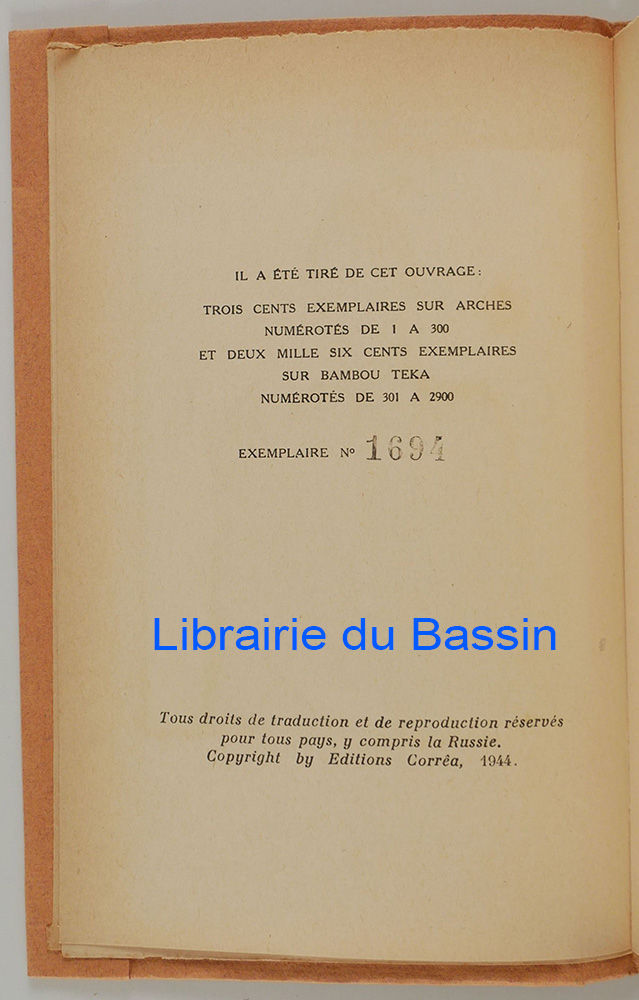 IL A ÉTÉ TIRÉ DE CET OUVRAGE :
TROIS CENTS EXEMPLAIRES SUR ARCHES
NUMÉROTÉS DE 1 A 300
ET DEUX MILLE SIX CENTS EXEMPLAIRES
SUR BAMBOU TEKA
NUMÉROTÉS DE 301 A 2900
EXEMPLAIRE Nº 1694
Librairie du Bassin
Tous droits de traduction et de reproduction réservés
pour tous pays, y compris la Russie.
Copyright by Editions Corrêa, 1944.